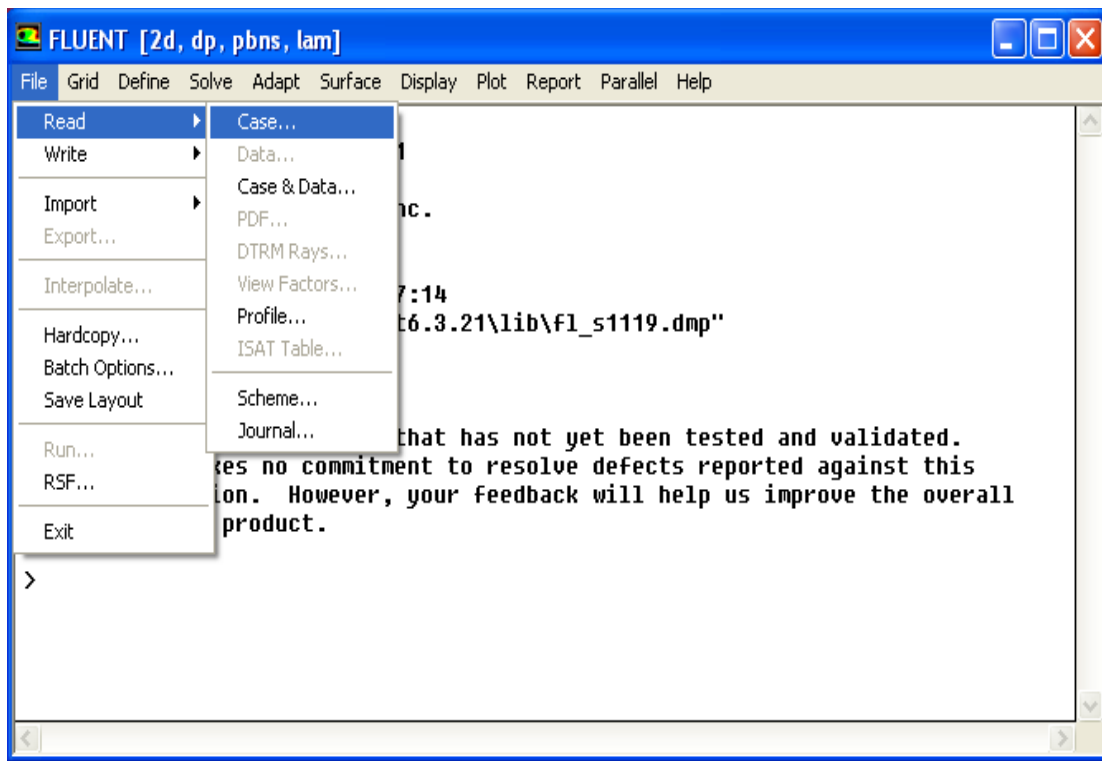 FLUENT [2d, dp, pbns, lam]
File Grid Define Solve Adapt Surface Display Plot Report Parallel Help
Read
Write
Import
Export...
Interpolate...
Hardcopy...
Batch Options...
Save Layout
Run...
RSF...
Exit
Case...
Data...
Case & Data...
PDF...
DTRM Rays...
View Factors...
Profile...
ISAT Table...
Scheme...
Journal...
nc.
7:14
t6.3.21\lib\fl_s1119.dmp"
that has not yet been tested and validated.
kes no commitment to resolve defects reported against this
ion. However, your feedback will help us improve the overall
product.
>